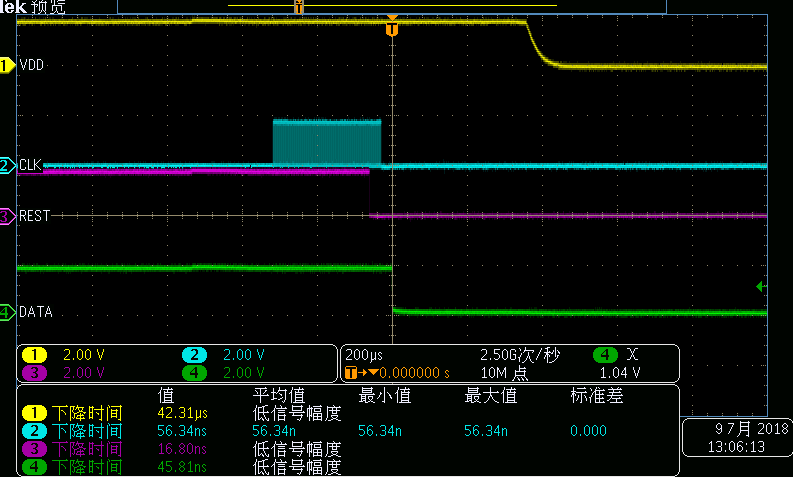 Tek 预览
T
T
1 VDD
2 CLK
3 REST
4 DATA
1 2.00 V 2 2.00 V
3 2.00 V 4 2.00 V
200μs 2.50G次/秒 4 X
T→▼0.000000 s 10M 点 1.04 V
值 平均值 最小值 最大值 标准差
1 下降时间 42.31μs 低信号幅度
2 下降时间 56.34ns 56.34n 56.34n 56.34n 0.000
3 下降时间 16.80ns 低信号幅度
4 下降时间 45.81ns 低信号幅度
9 7月 2018
13:06:13